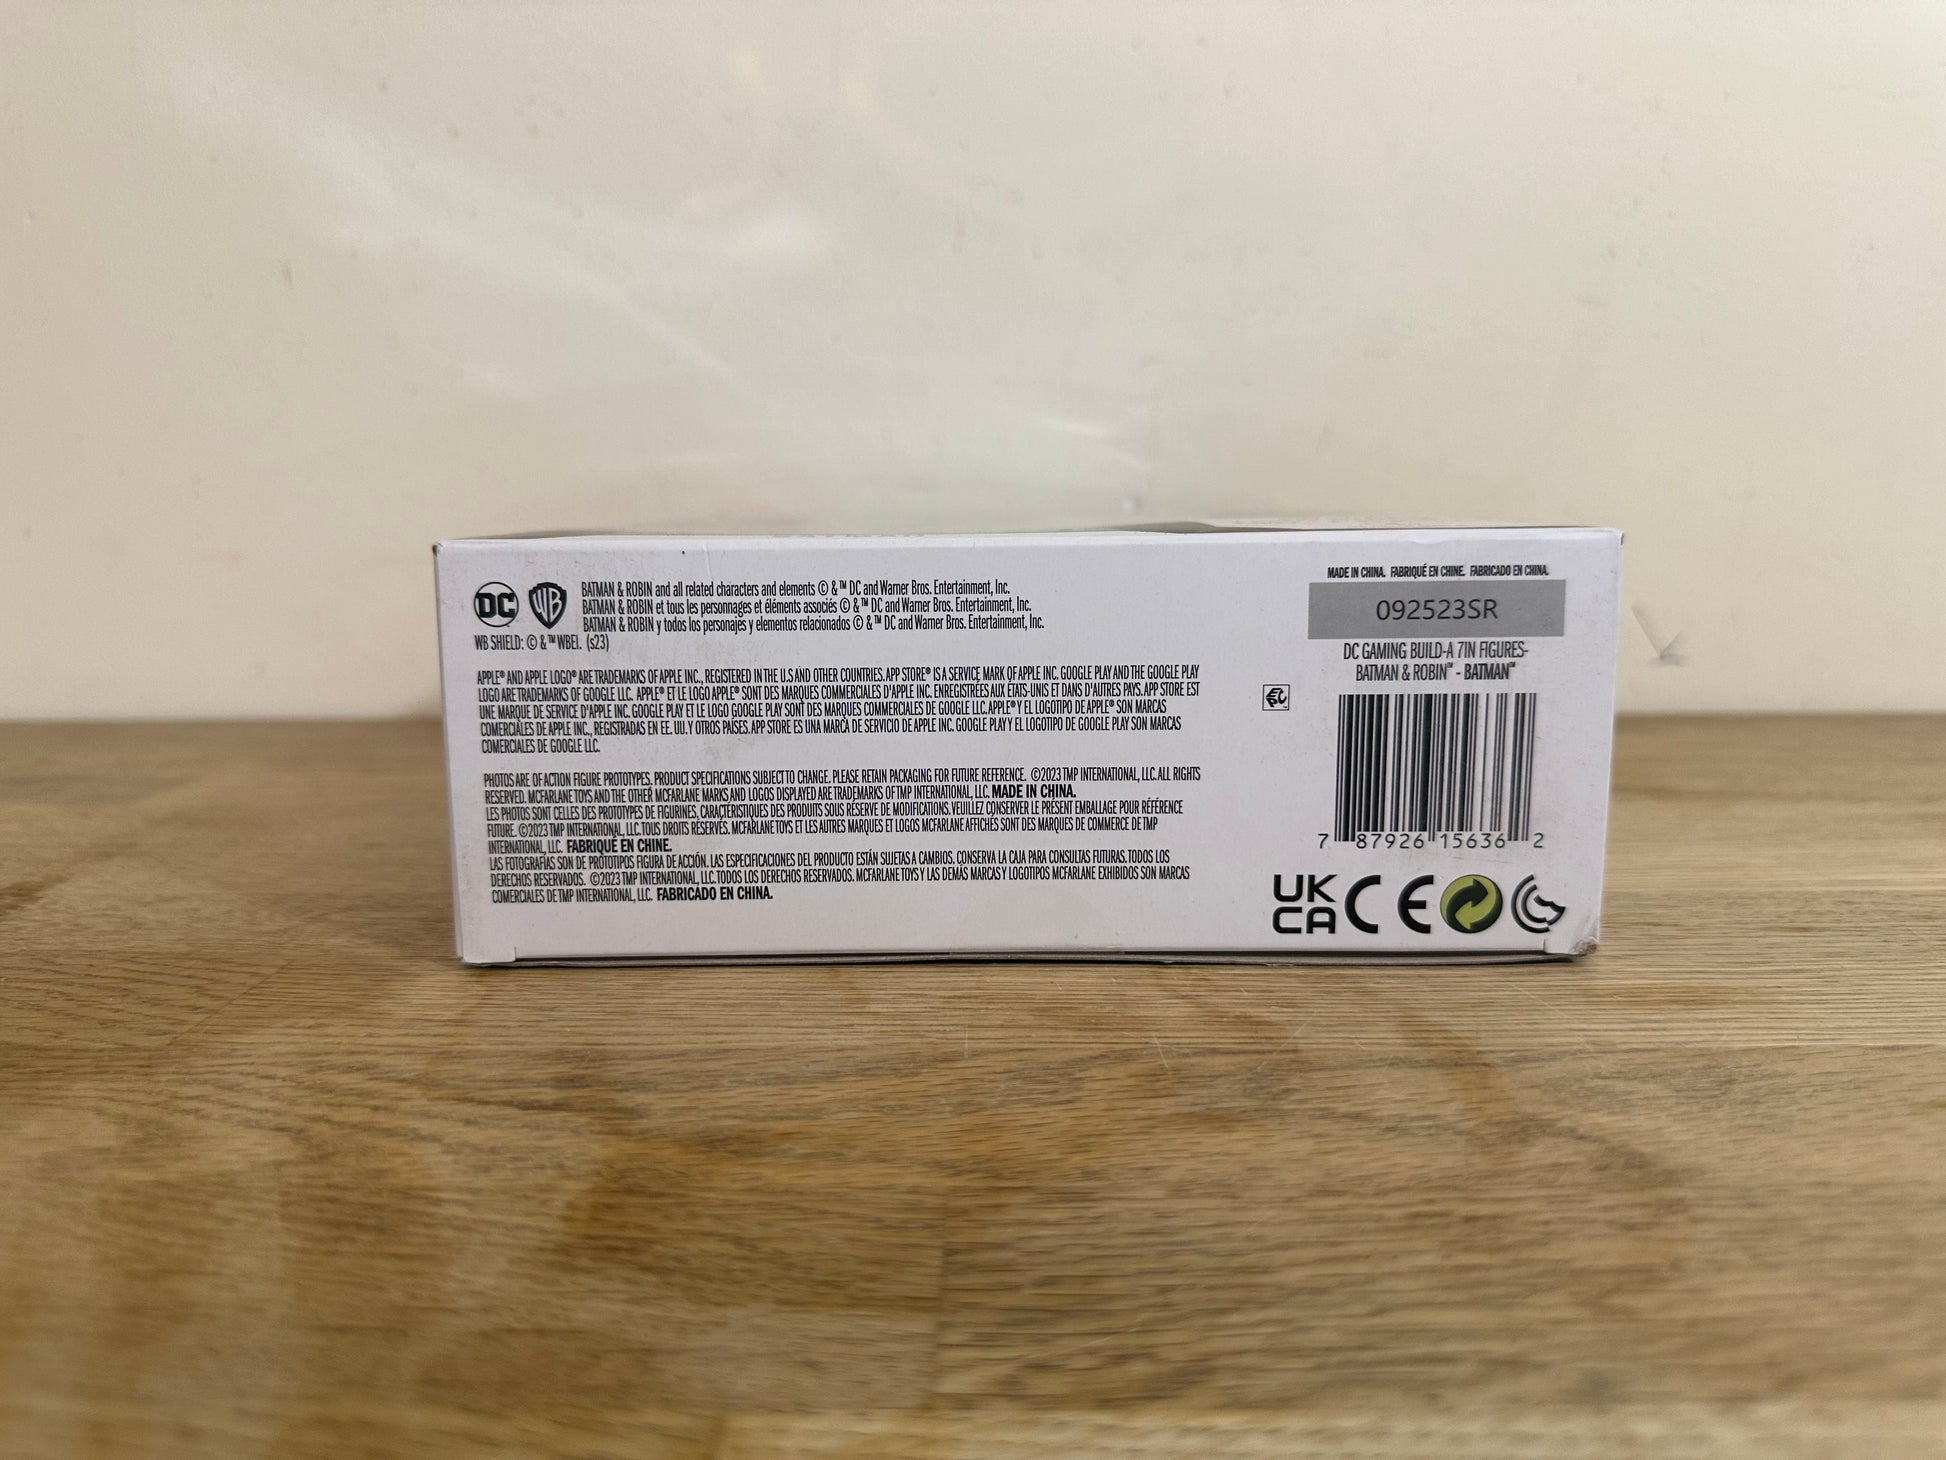 DC WB BATMAN & ROBIN and all related characters and elements © & ™ DC and Warner Bros. Entertainment, Inc.
BATMAN & ROBIN et tous les personnages et éléments associés © & ™ DC and Warner Bros. Entertainment, Inc.
BATMAN & ROBIN y todos los personajes y elementos relacionados © & ™ DC and Warner Bros. Entertainment, Inc.
WB SHIELD: © & ™ WBEI. (s23)
APPLE® AND APPLE LOGO® ARE TRADEMARKS OF APPLE INC., REGISTERED IN THE U.S AND OTHER COUNTRIES. APP STORE® IS A SERVICE MARK OF APPLE INC. GOOGLE PLAY AND THE GOOGLE PLAY
LOGO ARE TRADEMARKS OF GOOGLE LLC. APPLE® ET LE LOGO APPLE® SONT DES MARQUES COMMERCIALES D'APPLE INC. ENREGISTRÉES AUX ÉTATS-UNIS ET DANS D'AUTRES PAYS. APP STORE EST
UNE MARQUE DE SERVICE D'APPLE INC. GOOGLE PLAY ET LE LOGO GOOGLE PLAY SONT DES MARQUES COMMERCIALES DE GOOGLE LLC. APPLE® Y EL LOGOTIPO DE APPLE® SON MARCAS
COMERCIALES DE APPLE INC., REGISTRADAS EN EE. UU. Y OTROS PAÍSES. APP STORE ES UNA MARCA DE SERVICIO DE APPLE INC. GOOGLE PLAY Y EL LOGOTIPO DE GOOGLE PLAY SON MARCAS
COMERCIALES DE GOOGLE LLC.
PHOTOS ARE OF ACTION FIGURE PROTOTYPES. PRODUCT SPECIFICATIONS SUBJECT TO CHANGE. PLEASE RETAIN PACKAGING FOR FUTURE REFERENCE. ©2023 TMP INTERNATIONAL, LLC. ALL RIGHTS
RESERVED. MCFARLANE TOYS AND THE OTHER MCFARLANE MARKS AND LOGOS DISPLAYED ARE TRADEMARKS OF TMP INTERNATIONAL, LLC. MADE IN CHINA.
LES PHOTOS SONT CELLES DES PROTOTYPES DE FIGURINES. CARACTÉRISTIQUES DES PRODUITS SOUS RÉSERVE DE MODIFICATIONS. VEUILLEZ CONSERVER LE PRÉSENT EMBALLAGE POUR RÉFÉRENCE
FUTURE. ©2023 TMP INTERNATIONAL, LLC. TOUS DROITS RÉSERVÉS. MCFARLANE TOYS ET LES AUTRES MARQUES ET LOGOS MCFARLANE AFFICHÉS SONT DES MARQUES DE COMMERCE DE TMP
INTERNATIONAL, LLC. FABRIQUÉ EN CHINE.
LAS FOTOGRAFÍAS SON DE PROTOTIPOS FIGURA DE ACCIÓN. LAS ESPECIFICACIONES DEL PRODUCTO ESTÁN SUJETAS A CAMBIOS. CONSERVA LA CAJA PARA CONSULTAS FUTURAS. TODOS LOS
DERECHOS RESERVADOS. ©2023 TMP INTERNATIONAL, LLC. TODOS LOS DERECHOS RESERVADOS. MCFARLANE TOYS Y LAS DEMÁS MARCAS Y LOGOTIPOS MCFARLANE EXHIBIDOS SON MARCAS
COMERCIALES DE TMP INTERNATIONAL, LLC. FABRICADO EN CHINA.
MADE IN CHINA. FABRIQUÉ EN CHINE. FABRICADO EN CHINA.
092523SR
DC GAMING BUILD-A 7IN FIGURES-
BATMAN & ROBIN™ - BATMAN™
7 87926 15636 2
UK
CA CE